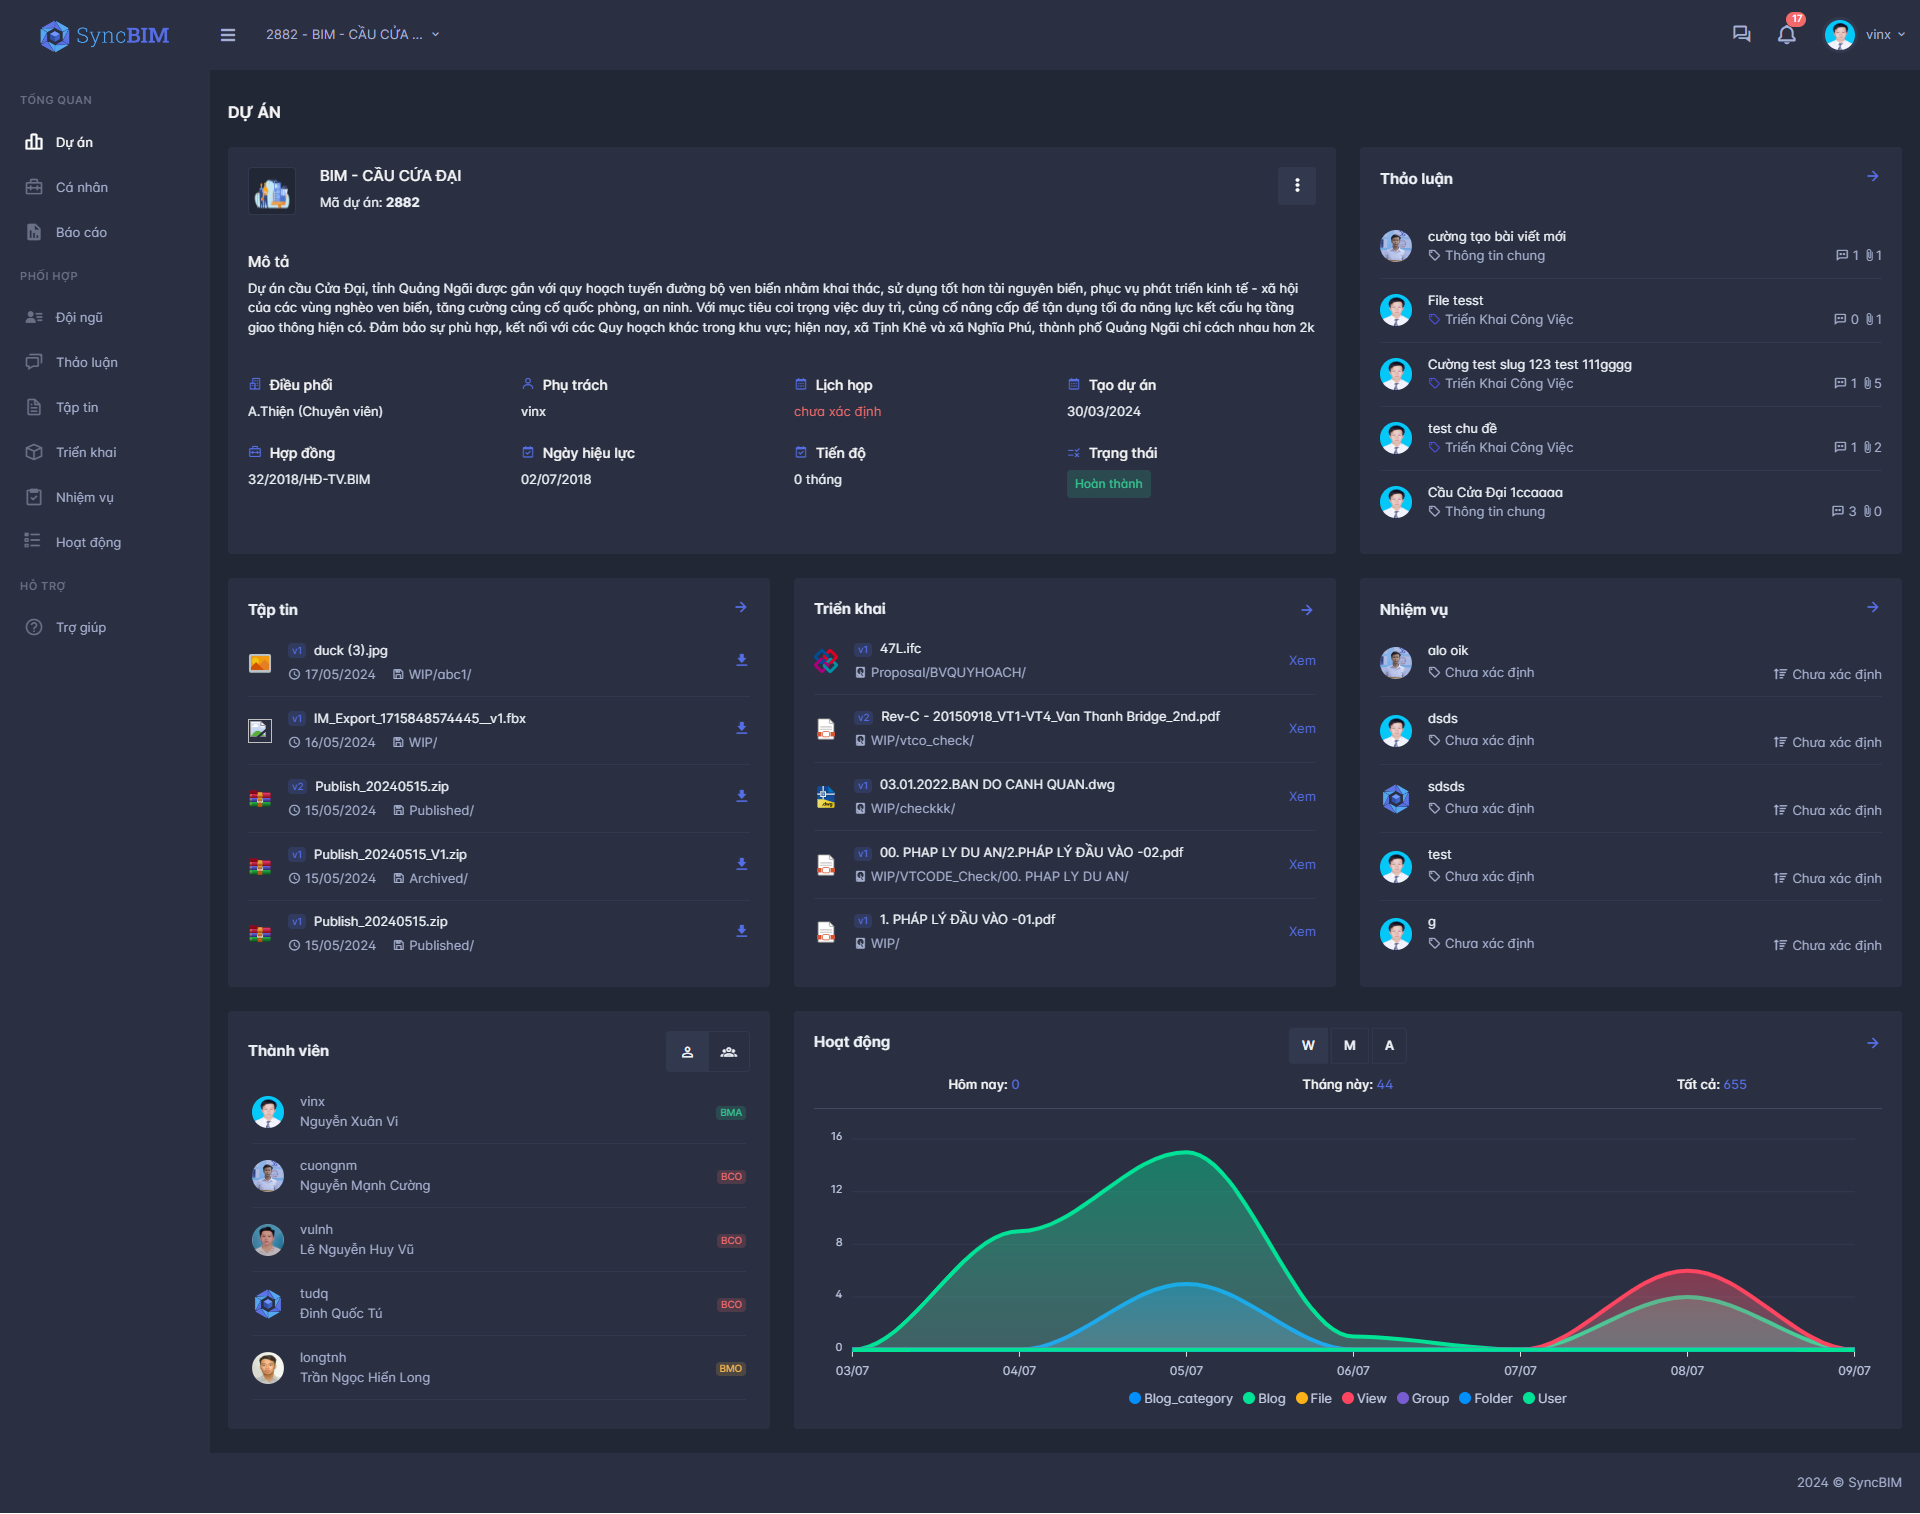 SyncBIM
2882 - BIM - CẦU CỬA ...
17
vinx
TỔNG QUAN
Dự án
Cá nhân
Báo cáo
PHỐI HỢP
Đội ngũ
Thảo luận
Tập tin
Triển khai
Nhiệm vụ
Hoạt động
HỖ TRỢ
Trợ giúp
DỰ ÁN
BIM - CẦU CỬA ĐẠI
Mã dự án: 2882
Mô tả
Dự án cầu Cửa Đại, tỉnh Quảng Ngãi được gắn với quy hoạch tuyến đường bộ ven biển nhằm khai thác, sử dụng tốt hơn tài nguyên biển, phục vụ phát triển kinh tế - xã hội
của các vùng nghèo ven biển, tăng cường củng cố quốc phòng, an ninh. Với mục tiêu coi trọng việc duy trì, củng cố nâng cấp để tận dụng tối đa năng lực kết cấu hạ tầng
giao thông hiện có. Đảm bảo sự phù hợp, kết nối với các Quy hoạch khác trong khu vực; hiện nay, xã Tịnh Khê và xã Nghĩa Phú, thành phố Quảng Ngãi chỉ cách nhau hơn 2k
Điều phối
A.Thiện (Chuyên viên)
Phụ trách
vinx
Lịch họp
chưa xác định
Tạo dự án
30/03/2024
Hợp đồng
32/2018/HĐ-TV.BIM
Ngày hiệu lực
02/07/2018
Tiến độ
0 tháng
Trạng thái
Hoàn thành
Thảo luận
cường tạo bài viết mới
Thông tin chung 1 1
File tesst
Triển Khai Công Việc 0 1
Cường test slug 123 test 111gggg
Triển Khai Công Việc 1 5
test chu đề
Triển Khai Công Việc 1 2
Cầu Cửa Đại 1ccaaaa
Thông tin chung 3 0
Tập tin
v1 duck (3).jpg
17/05/2024 WIP/abc1/
v1 IM_Export_1715848574445__v1.fbx
16/05/2024 WIP/
v2 Publish_20240515.zip
15/05/2024 Published/
v1 Publish_20240515_V1.zip
15/05/2024 Archived/
v1 Publish_20240515.zip
15/05/2024 Published/
Triển khai
v1 47L.ifc
Proposal/BVQUYHOACH/
Xem
v2 Rev-C - 20150918_VT1-VT4_Van Thanh Bridge_2nd.pdf
WIP/vtco_check/
Xem
v1 03.01.2022.BAN DO CANH QUAN.dwg
WIP/checkkk/
Xem
v1 00. PHAP LY DU AN/2.PHÁP LÝ ĐẦU VÀO -02.pdf
WIP/VTCODE_Check/00. PHAP LY DU AN/
Xem
v1 1. PHÁP LÝ ĐẦU VÀO -01.pdf
WIP/
Xem
Nhiệm vụ
alo oik
Chưa xác định Chưa xác định
dsds
Chưa xác định Chưa xác định
sdsds
Chưa xác định Chưa xác định
test
Chưa xác định Chưa xác định
g
Chưa xác định Chưa xác định
Thành viên
vinx
Nguyễn Xuân Vi
BMA
cuongnm
Nguyễn Mạnh Cường
BCO
vulnh
Lê Nguyễn Huy Vũ
BCO
tudq
Đinh Quốc Tú
BCO
longtnh
Trần Ngọc Hiển Long
BMO
Hoạt động
W M A
Hôm nay: 0
Tháng này: 44
Tất cả: 655
16
12
8
4
0
03/07 04/07 05/07 06/07 07/07 08/07 09/07
Blog_category Blog File View Group Folder User
2024 © SyncBIM